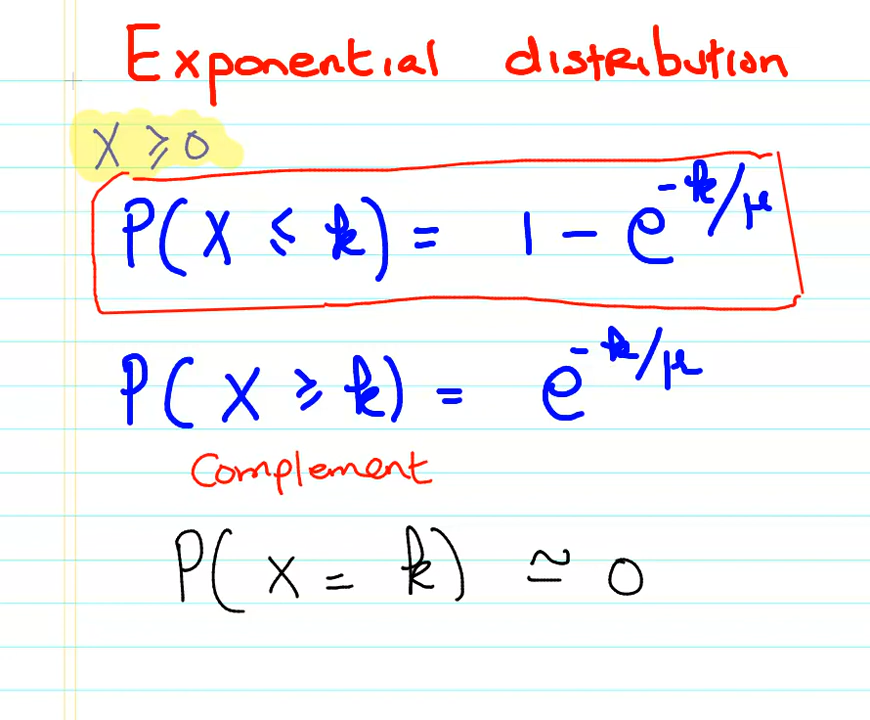 Exponential distribution
X ⩾ 0
P( X ⩽ k) = 1 - e^{-k/μ}
P( X ⩾ k) = e^{-k/μ}
Complement
P( X = k) ≃ 0